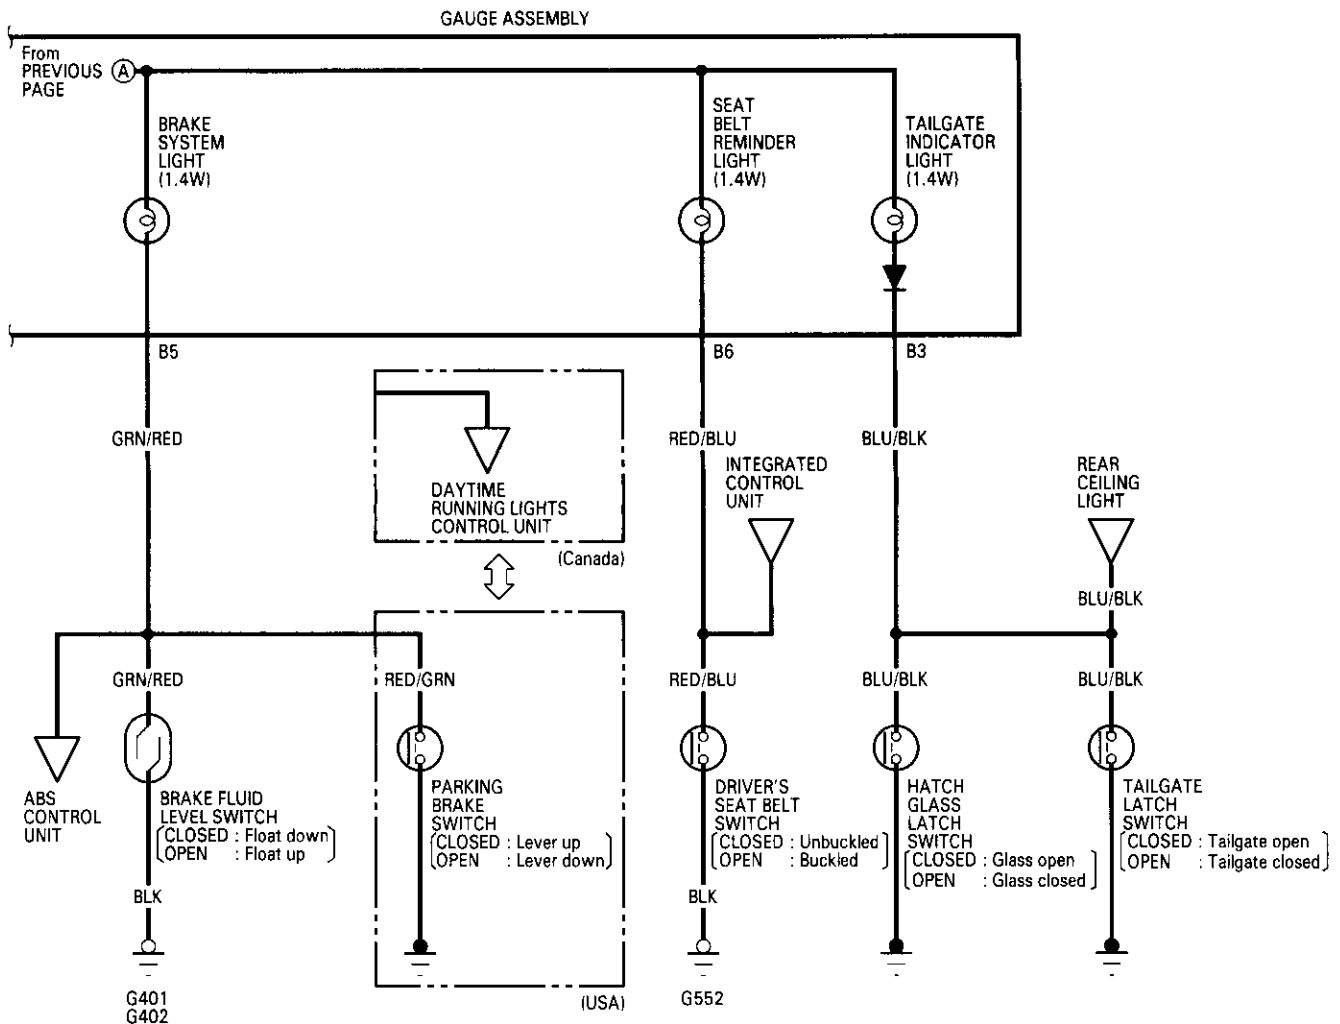 GAUGE ASSEMBLY
From
PREVIOUS
PAGE
A
BRAKE
SYSTEM
LIGHT
(1.4W)
SEAT
BELT
REMINDER
LIGHT
(1.4W)
TAILGATE
INDICATOR
LIGHT
(1.4W)
B5
B6
B3
GRN/RED
RED/BLU
BLU/BLK
DAYTIME
RUNNING LIGHTS
CONTROL UNIT
(Canada)
INTEGRATED
CONTROL
UNIT
REAR
CEILING
LIGHT
BLU/BLK
GRN/RED
RED/GRN
RED/BLU
BLU/BLK
BLU/BLK
ABS
CONTROL
UNIT
BRAKE FLUID
LEVEL SWITCH
CLOSED : Float down
OPEN : Float up
PARKING
BRAKE
SWITCH
CLOSED : Lever up
OPEN : Lever down
DRIVER'S
SEAT BELT
SWITCH
CLOSED : Unbuckled
OPEN : Buckled
HATCH
GLASS
LATCH
SWITCH
CLOSED : Glass open
OPEN : Glass closed
TAILGATE
LATCH
SWITCH
CLOSED : Tailgate open
OPEN : Tailgate closed
BLK
BLK
G401
G402
(USA)
G552